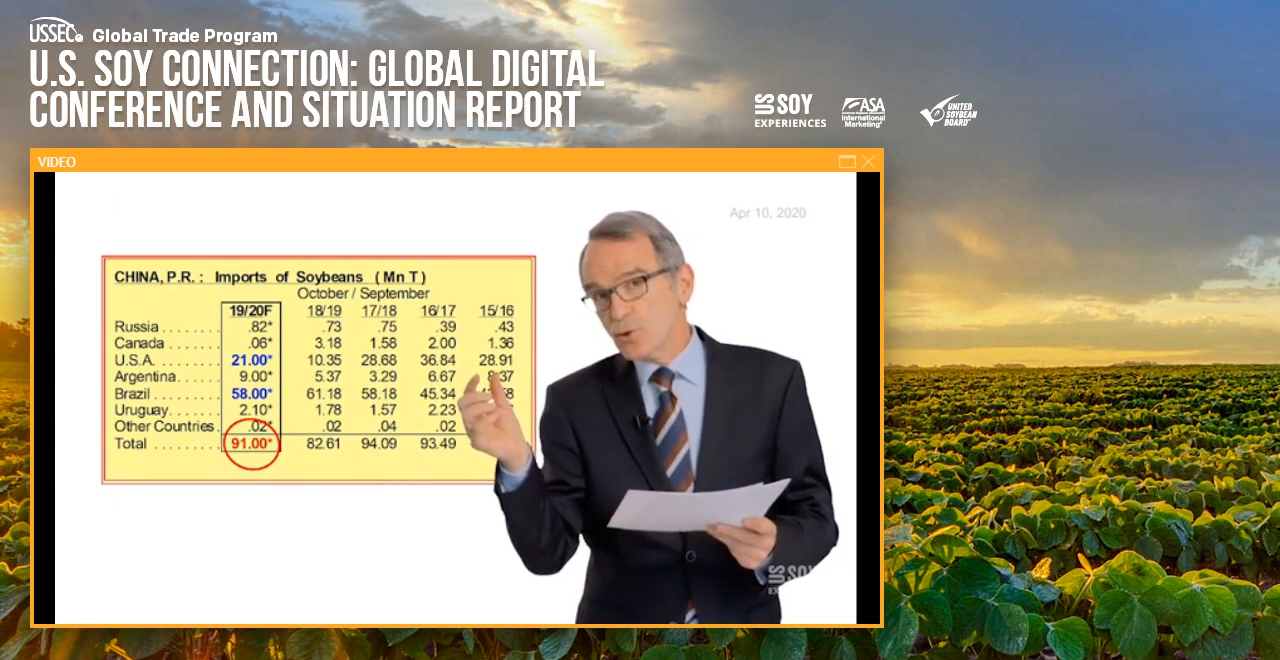 USSEC Global Trade Program
U.S. SOY CONNECTION: GLOBAL DIGITAL
CONFERENCE AND SITUATION REPORT
US SOY
EXPERIENCES
ASA
International
Marketing
UNITED
SOYBEAN
BOARD
VIDEO
Apr 10, 2020
CHINA, P.R. : Imports of Soybeans ( Mn T )
October / September
19/20F 18/19 17/18 16/17 15/16
Russia . . . . . . . .82* .73 .75 .39 .43
Canada . . . . . . . .06* 3.18 1.58 2.00 1.36
U.S.A. . . . . . . . 21.00* 10.35 28.68 36.84 28.91
Argentina. . . . . . 9.00* 5.37 3.29 6.67 37
Brazil . . . . . . . . 58.00* 61.18 58.18 45.34 8
Uruguay. . . . . . . 2.10* 1.78 1.57 2.23
Other Countries . .02* .02 .04 .02
Total . . . . . . . . . 91.00* 82.61 94.09 93.49
US SOY